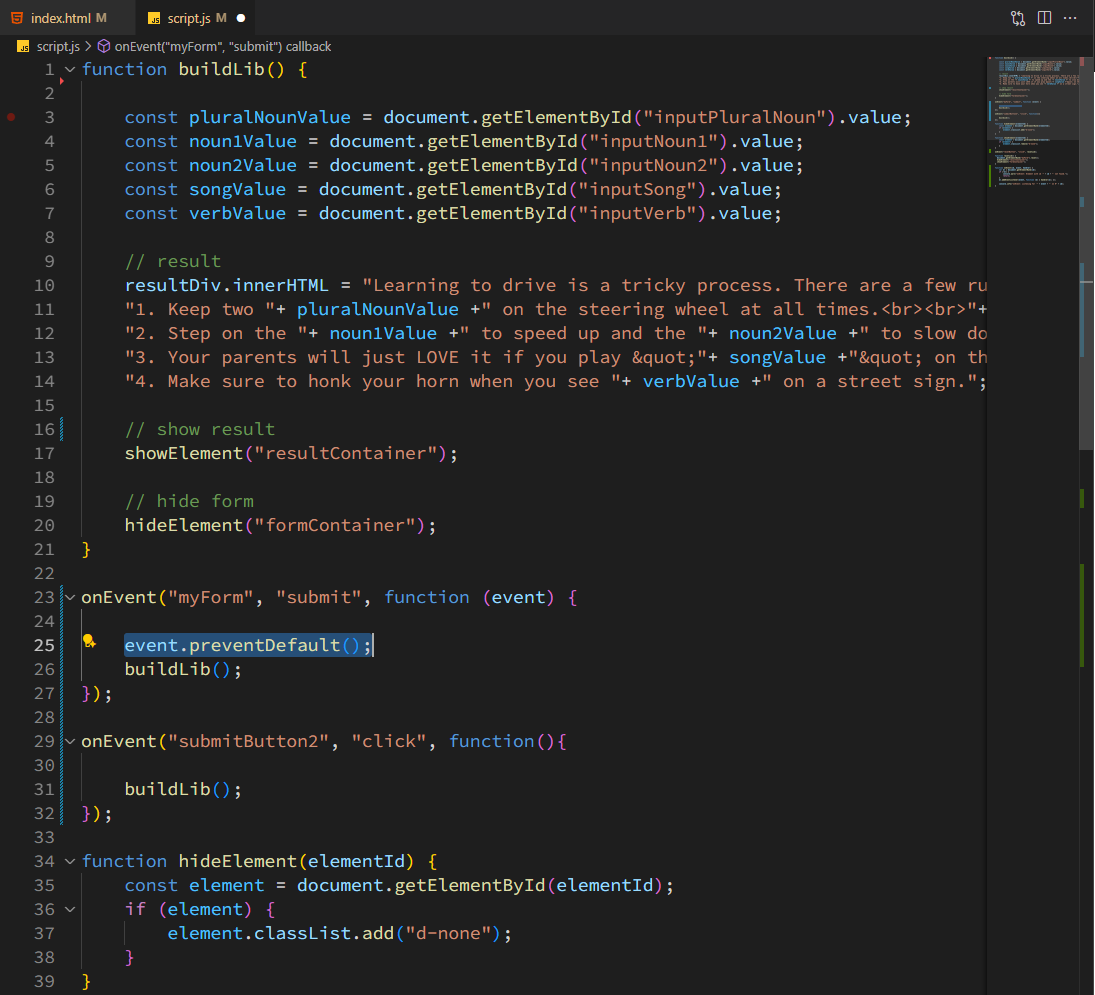 index.html M
JS script.js M
JS script.js > onEvent("myForm", "submit") callback
1 function buildLib() {
2
3 const pluralNounValue = document.getElementById("inputPluralNoun").value;
4 const noun1Value = document.getElementById("inputNoun1").value;
5 const noun2Value = document.getElementById("inputNoun2").value;
6 const songValue = document.getElementById("inputSong").value;
7 const verbValue = document.getElementById("inputVerb").value;
8
9 // result
10 resultDiv.innerHTML = "Learning to drive is a tricky process. There are a few ru
11 "1. Keep two "+ pluralNounValue +" on the steering wheel at all times.<br><br>"+
12 "2. Step on the "+ noun1Value +" to speed up and the "+ noun2Value +" to slow do
13 "3. Your parents will just LOVE it if you play &quot;"+ songValue +"&quot; on th
14 "4. Make sure to honk your horn when you see "+ verbValue +" on a street sign.";
15
16 // show result
17 showElement("resultContainer");
18
19 // hide form
20 hideElement("formContainer");
21 }
22
23 onEvent("myForm", "submit", function (event) {
24
25 event.preventDefault();
26 buildLib();
27 });
28
29 onEvent("submitButton2", "click", function(){
30
31 buildLib();
32 });
33
34 function hideElement(elementId) {
35 const element = document.getElementById(elementId);
36 if (element) {
37 element.classList.add("d-none");
38 }
39 }